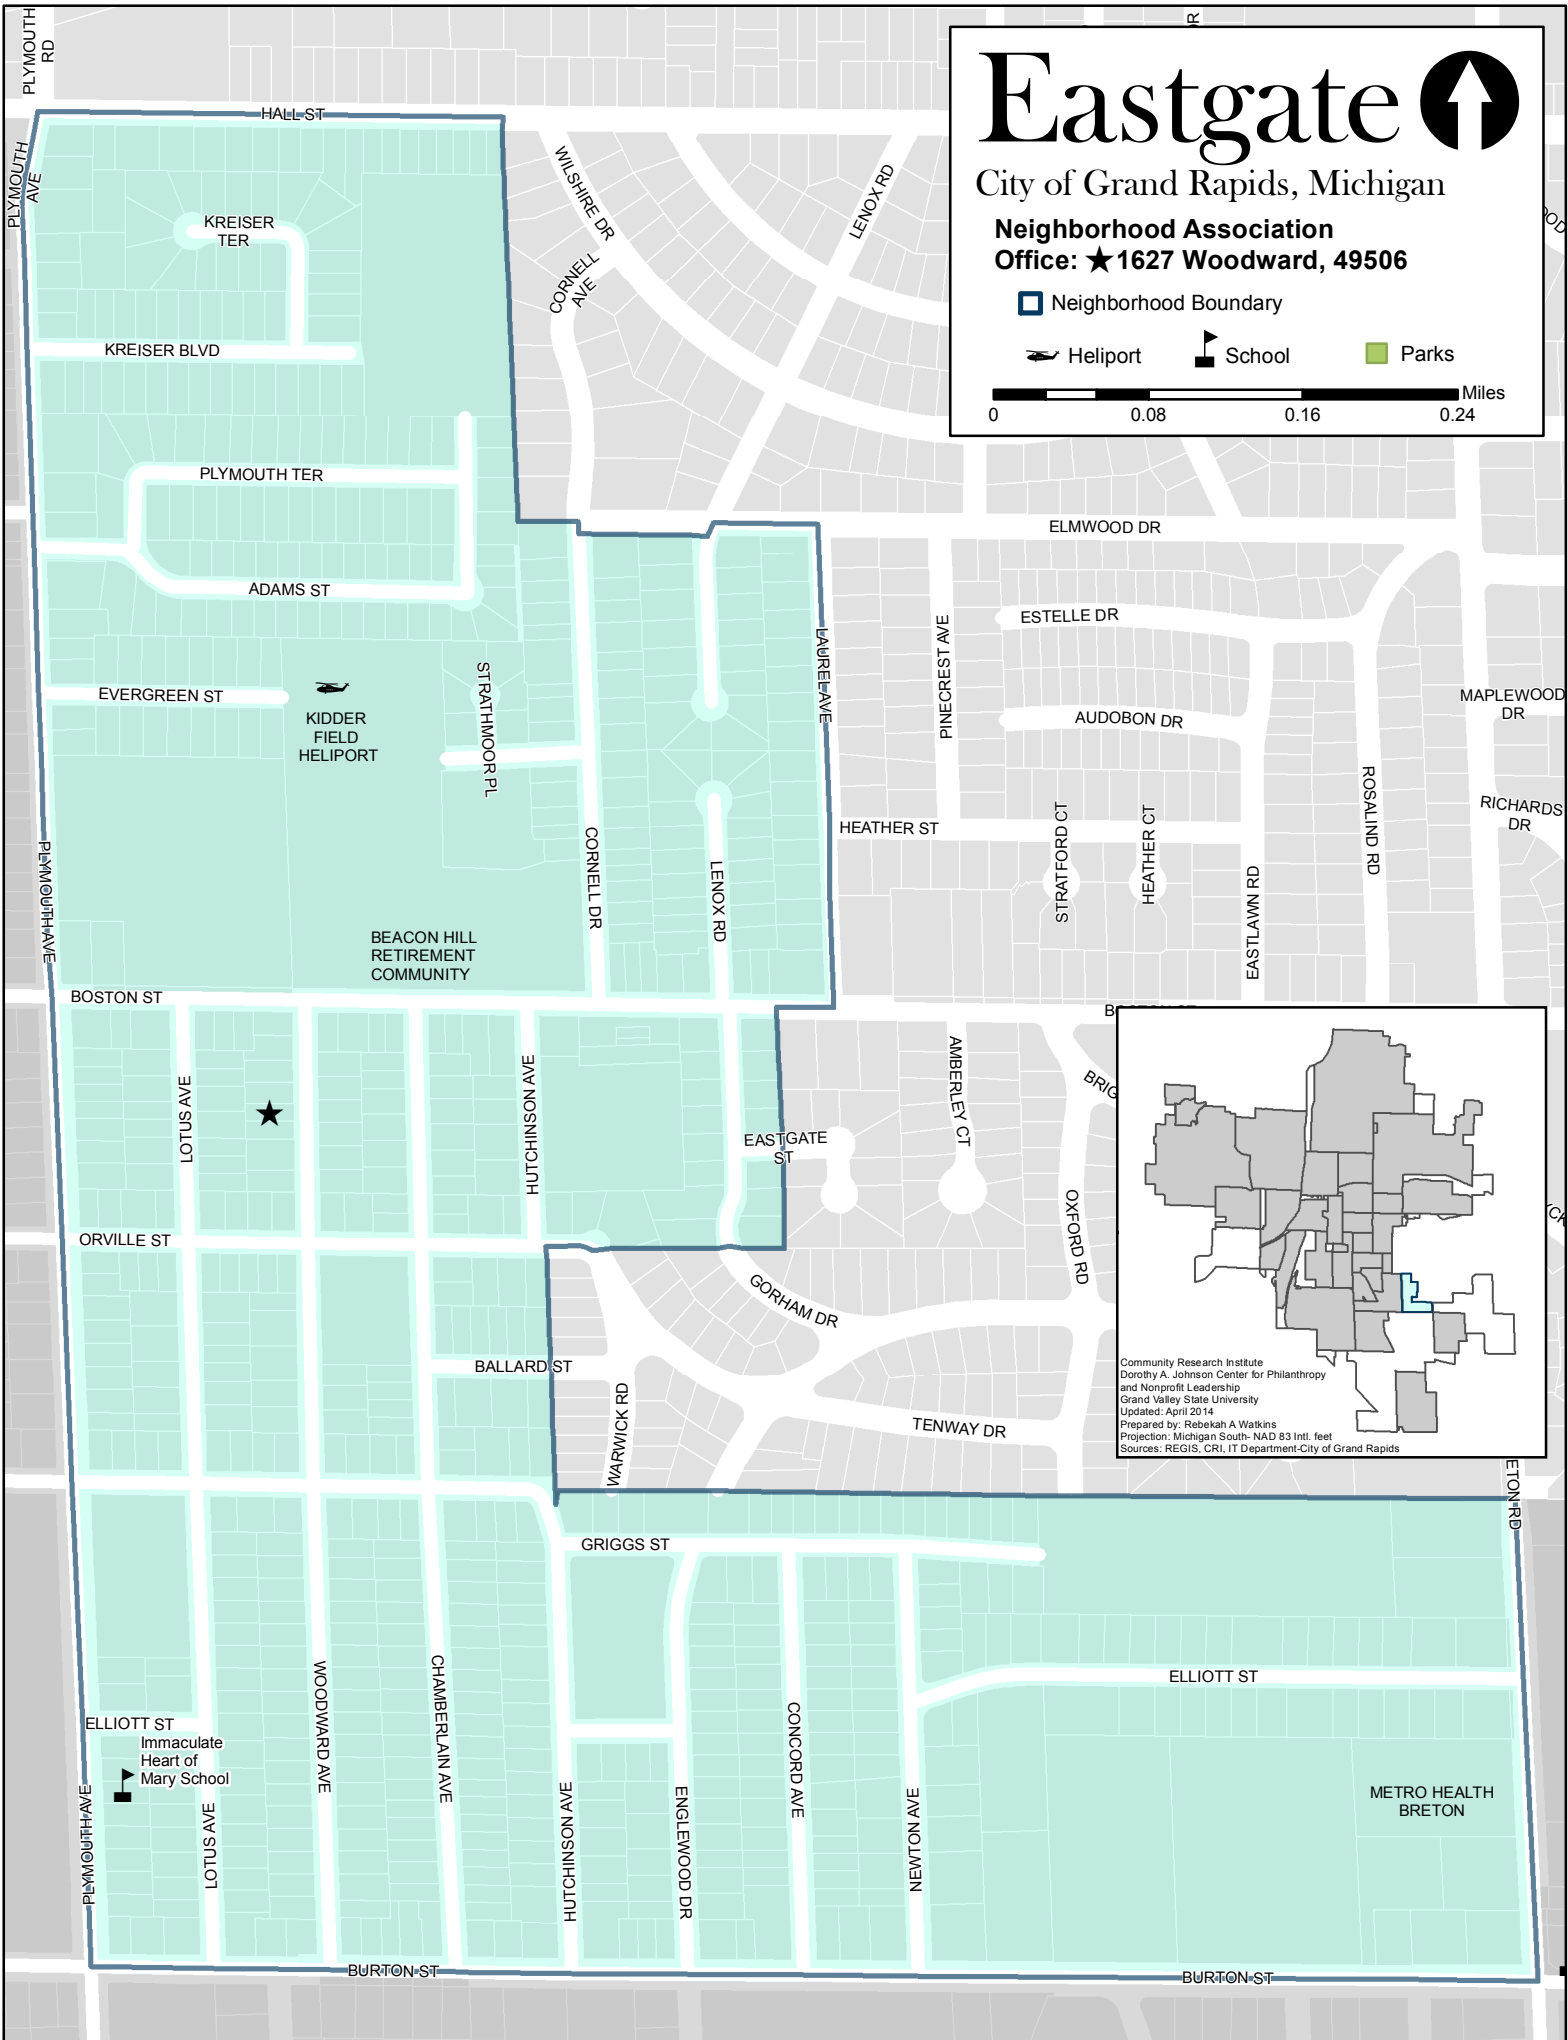 PLYMOUTH
RD
OR
Eastgate
City of Grand Rapids, Michigan
Neighborhood Association
Office: ★1627 Woodward, 49506
Neighborhood Boundary
Heliport
School
Parks
Miles
0
0.08
0.16
0.24
HALL ST
PLYMOUTH
AVE
WILSHIRE DR
LENOX RD
OOD
KREISER
TER
CORNELL
AVE
KREISER BLVD
PLYMOUTH TER
ELMWOOD DR
ADAMS ST
ESTELLE DR
LAUREL AVE
PINECREST AVE
STRATHMOOR PL
EVERGREEN ST
KIDDER
FIELD
HELIPORT
AUDOBON DR
MAPLEWOOD
DR
ROSALIND RD
RICHARDS
DR
HEATHER ST
STRATFORD CT
HEATHER CT
EASTLAWN RD
CORNELL DR
LENOX RD
PLYMOUTH AVE
BEACON HILL
RETIREMENT
COMMUNITY
BOSTON ST
AMBERLEY CT
BRIG
LOTUS AVE
HUTCHINSON AVE
EASTGATE
ST
OXFORD RD
ORVILLE ST
GORHAM DR
BALLARD ST
WARWICK RD
TENWAY DR
Community Research Institute
Dorothy A. Johnson Center for Philanthropy
and Nonprofit Leadership
Grand Valley State University
Updated: April 2014
Prepared by: Rebekah A Watkins
Projection: Michigan South- NAD 83 Intl. feet
Sources: REGIS, CRI, IT Department-City of Grand Rapids
ETON RD
GRIGGS ST
ELLIOTT ST
WOODWARD AVE
CHAMBERLAIN AVE
CONCORD AVE
ELLIOTT ST
Immaculate
Heart of
Mary School
METRO HEALTH
BRETON
PLYMOUTH AVE
LOTUS AVE
HUTCHINSON AVE
ENGLEWOOD DR
NEWTON AVE
BURTON ST
BURTON ST